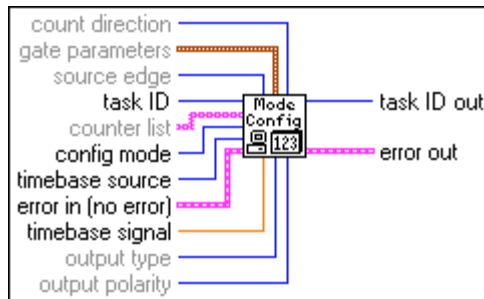 count direction
gate parameters
source edge
task ID
counter list
config mode
timebase source
error in (no error)
timebase signal
output type
output polarity
Mode
Config
123
task ID out
error out